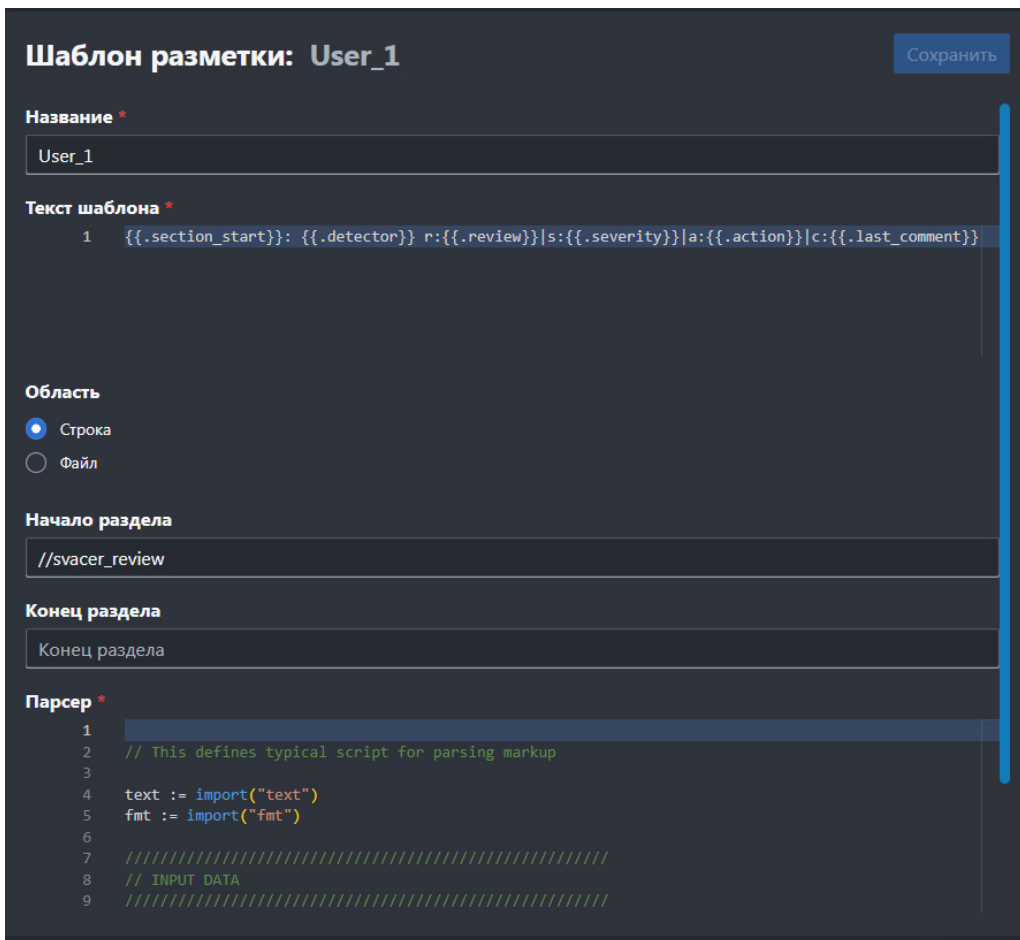 Шаблон разметки: User_1
Сохранить
Название *
User_1
Текст шаблона *
1 {{.section_start}}: {{.detector}} r:{{.review}}|s:{{.severity}}|a:{{.action}}|c:{{.last_comment}}
Область
Строка
Файл
Начало раздела
//svacer_review
Конец раздела
Конец раздела
Парсер *
1
2 // This defines typical script for parsing markup
3
4 text := import("text")
5 fmt := import("fmt")
6
7 ///////////////////////////////////////////////////////
8 // INPUT DATA
9 ///////////////////////////////////////////////////////